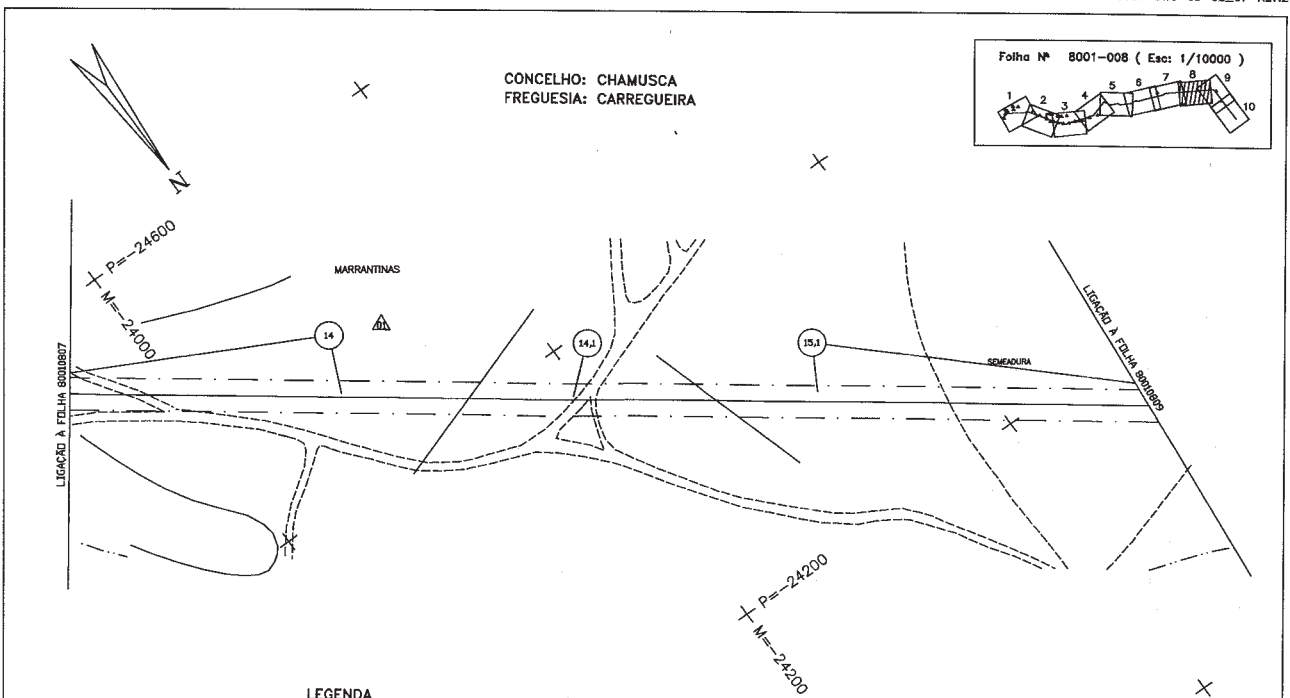 CONCELHO: CHAMUSCA
FREGUESIA: CARREGUEIRA
Folha Nº 8001-008 ( Esc: 1/10000 )
1 2 3 4 5 6 7 8 9 10
N
P=-24600
M=-24000
MARRANTINAS
01
14
14,1
15,1
SEMEADURA
LIGAÇÃO À FOLHA 80010807
LIGAÇÃO À FOLHA 80010809
P=-24200
M=-24200
LEGENDA